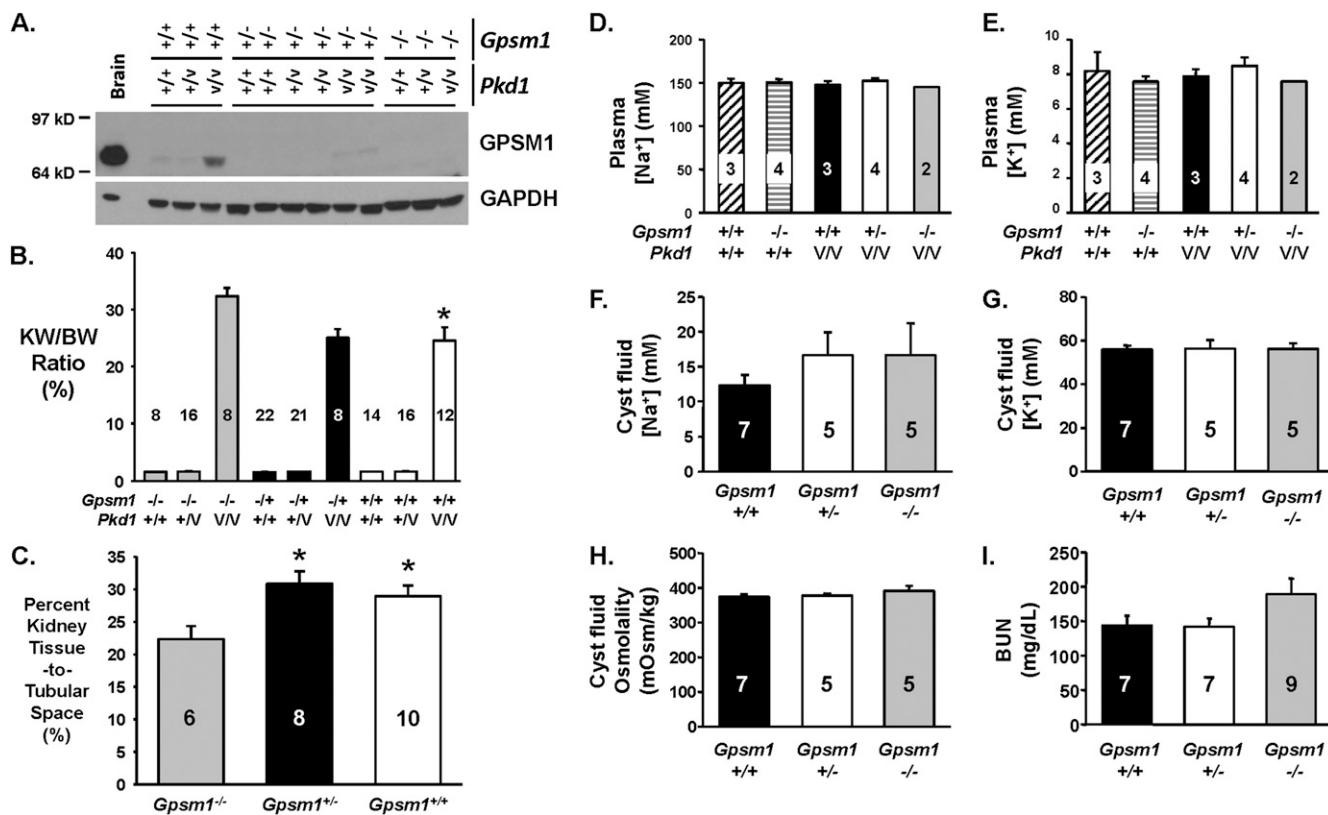 A.
+/+ +/+ +/+ +/- +/- +/- +/- +/- +/- -/- -/- -/- Gpsm1
Brain +/+ +/v v/v +/+ +/+ +/v +/v v/v v/v +/+ +/v v/v Pkd1
97 kD
GPSM1
64 kD
GAPDH
B.
KW/BW
Ratio
(%)
40
30
20
10
0
8 16 8 22 21 8 14 16 12
*
Gpsm1 -/- -/- -/- -/+ -/+ -/+ +/+ +/+ +/+
Pkd1 +/+ +/V V/V +/+ +/V V/V +/+ +/V V/V
C.
Percent
Kidney
Tissue
-to-
Tubular
Space
(%)
35
30
25
20
15
10
5
0
* *
6 8 10
Gpsm1-/- Gpsm1+/- Gpsm1+/+
D.
Plasma
[Na+] (mM)
200
150
100
50
0
3 4 3 4 2
Gpsm1 +/+ -/- +/+ +/- -/-
Pkd1 +/+ +/+ V/V V/V V/V
E.
Plasma
[K+] (mM)
10
8
6
4
2
0
3 4 3 4 2
Gpsm1 +/+ -/- +/+ +/- -/-
Pkd1 +/+ +/+ V/V V/V V/V
F.
Cyst fluid
[Na+] (mM)
25
20
15
10
5
0
7 5 5
Gpsm1 Gpsm1 Gpsm1
+/+ +/- -/-
G.
Cyst fluid
[K+] (mM)
80
60
40
20
0
7 5 5
Gpsm1 Gpsm1 Gpsm1
+/+ +/- -/-
H.
Cyst fluid
Osmolality
(mOsm/kg)
500
400
300
200
100
0
7 5 5
Gpsm1 Gpsm1 Gpsm1
+/+ +/- -/-
I.
BUN
(mg/dL)
250
200
150
100
50
0
7 7 9
Gpsm1 Gpsm1 Gpsm1
+/+ +/- -/-